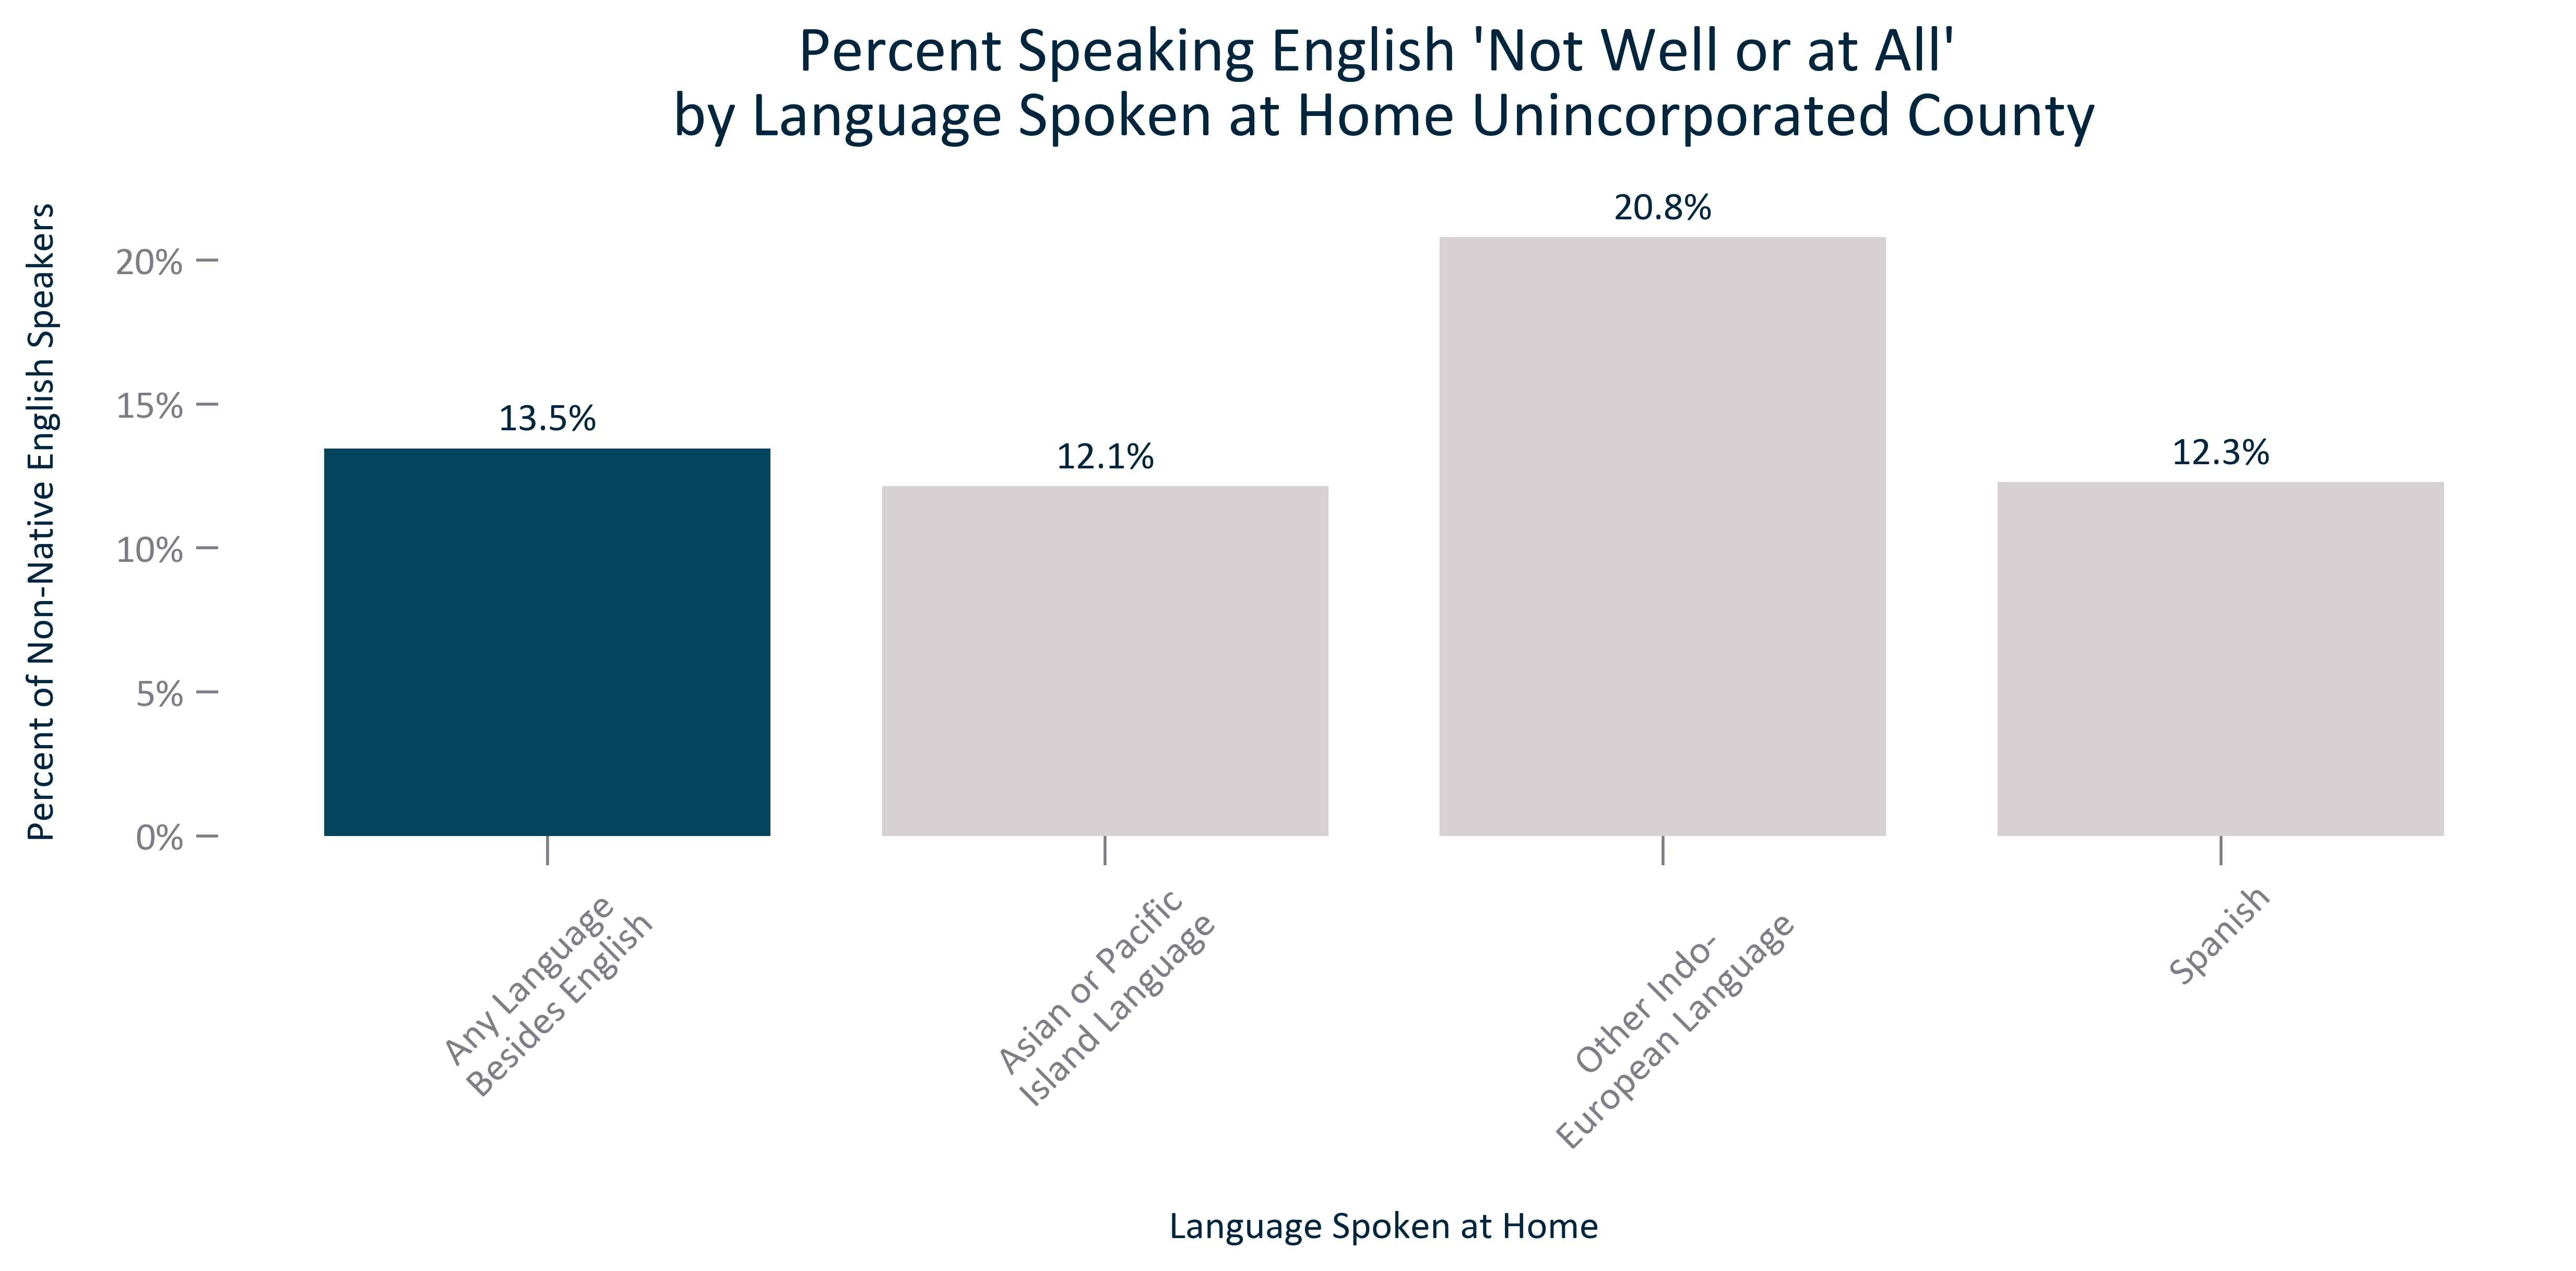 Percent Speaking English 'Not Well or at All'
by Language Spoken at Home Unincorporated County
Percent of Non-Native English Speakers
20%
15%
10%
5%
0%
13.5%
12.1%
20.8%
12.3%
Any Language
Besides English
Asian or Pacific
Island Language
Other Indo-
European Language
Spanish
Language Spoken at Home